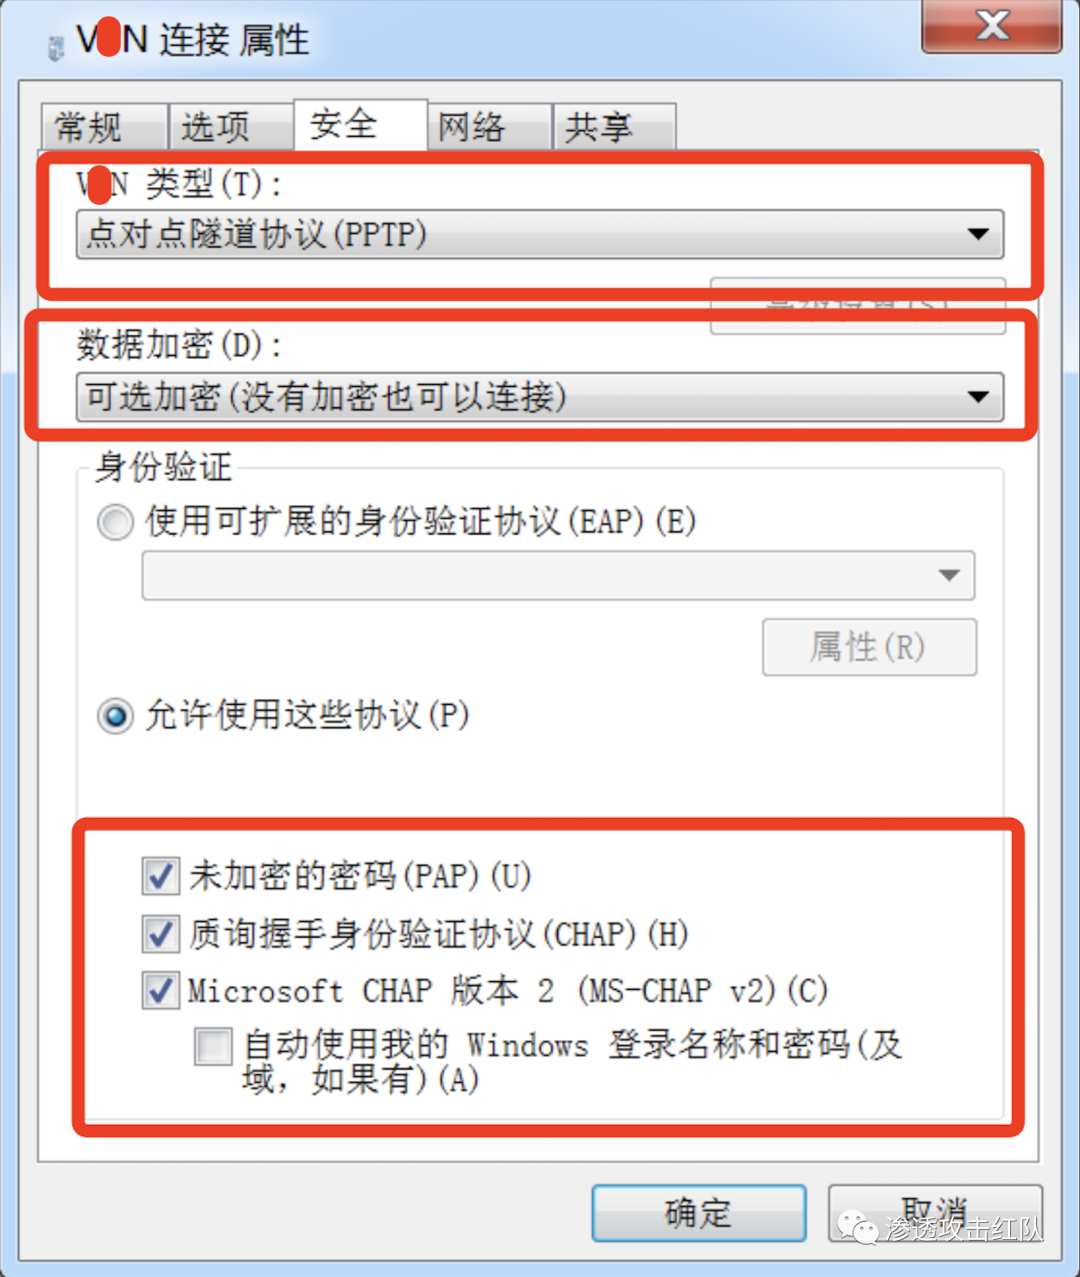 V N 连接 属性
常规 选项 安全 网络 共享
V N 类型(T):
点对点隧道协议(PPTP)
数据加密(D):
可选加密(没有加密也可以连接)
身份验证
使用可扩展的身份验证协议(EAP)(E)
属性(R)
允许使用这些协议(P)
未加密的密码(PAP)(U)
质询握手身份验证协议(CHAP)(H)
Microsoft CHAP 版本 2 (MS-CHAP v2)(C)
自动使用我的 Windows 登录名称和密码(及
域，如果有)(A)
确定 取消
渗透攻击红队